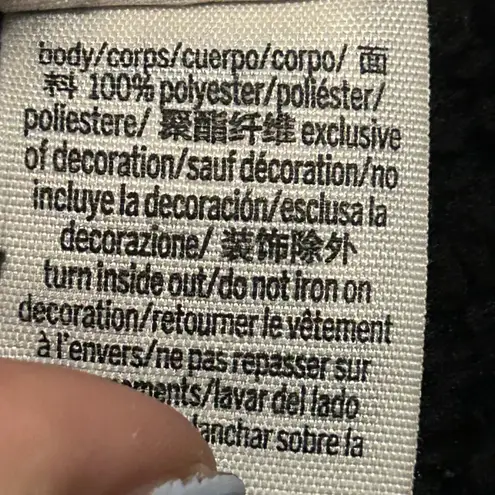 body/corps/cuerpo/corpo/ 面
料 100% polyester/poliéster/
poliestere/ 聚酯纤维 exclusive
of decoration/sauf décoration/no
incluye la decoración/esclusa la
decorazione/ 装饰除外
turn inside out/do not iron on
decoration/retourner le vêtement
à l'envers/ne pas repasser sur
/lavar del lado
sobre la